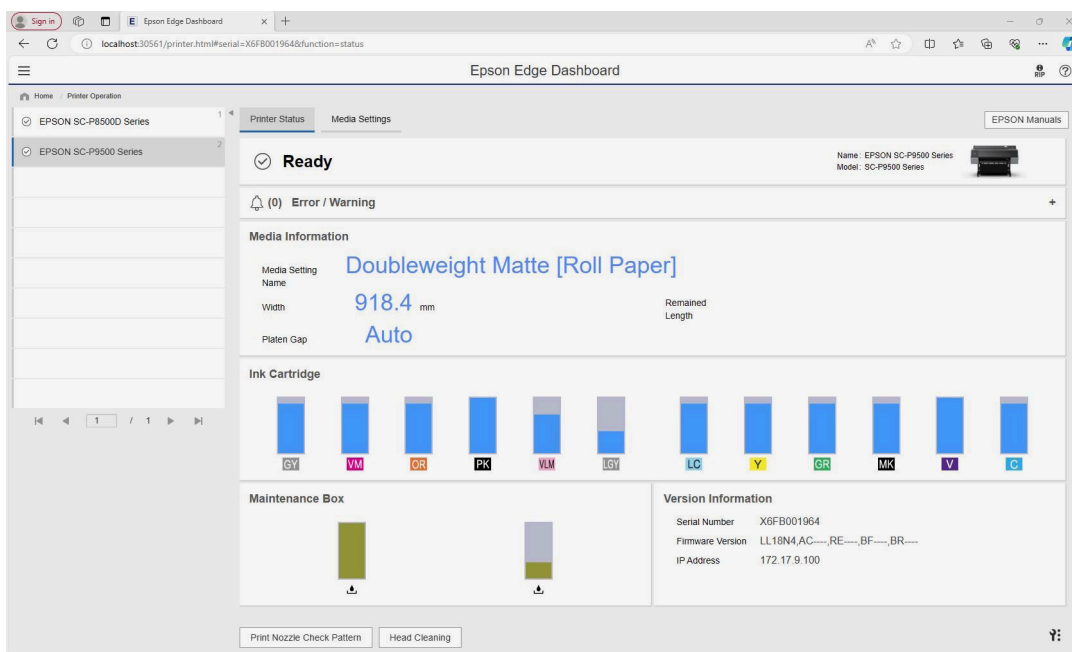 Sign in
Epson Edge Dashboard
localhost:30561/printer.html#serial=X6FB001964&function=status
Epson Edge Dashboard
RIP
Home / Printer Operation
EPSON SC-P8500D Series 1
EPSON SC-P9500 Series 2
1 / 1
Printer Status Media Settings
EPSON Manuals
Ready
Name : EPSON SC-P9500 Series
Model : SC-P9500 Series
(0) Error / Warning +
Media Information
Media Setting Name
Doubleweight Matte [Roll Paper]
Width 918.4 mm
Remained Length
Platen Gap Auto
Ink Cartridge
GY VM OR PK VLM LGY LC Y GR MK V C
Maintenance Box
Version Information
Serial Number X6FB001964
Firmware Version LL18N4,AC----,RE----,BF----,BR----
IP Address 172.17.9.100
Print Nozzle Check Pattern Head Cleaning